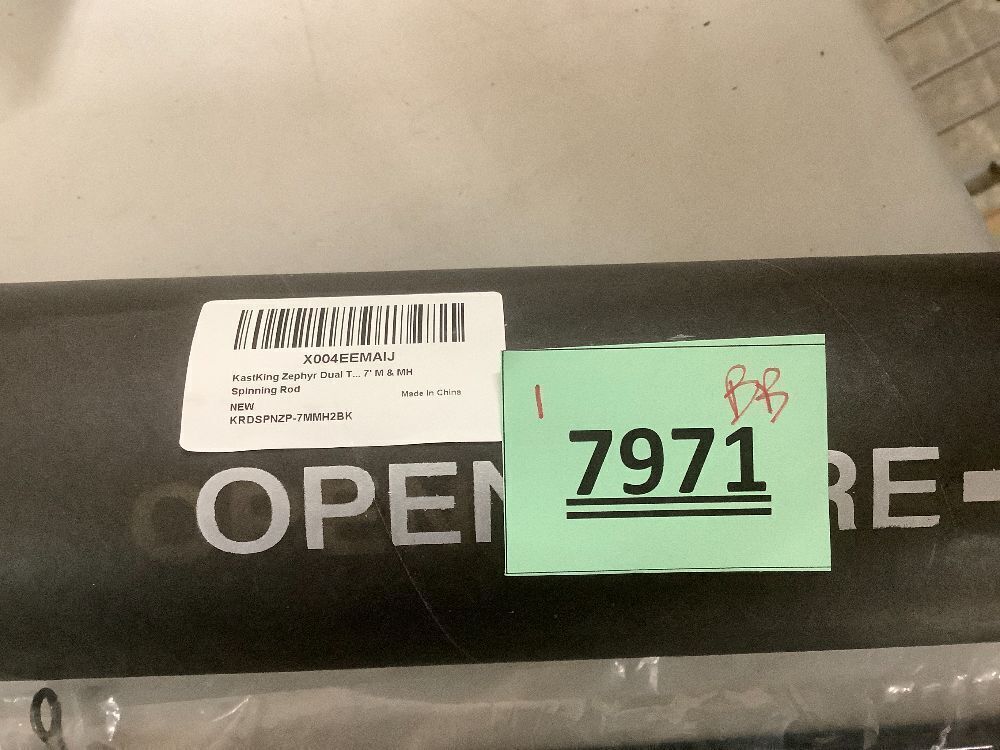 X004EEMAIJ
KastKing Zephyr Dual T... 7' M & MH
Spinning Rod
Made In China
NEW
KRDSPNZP-7MMH2BK
1 BB
7971
OPEN RE